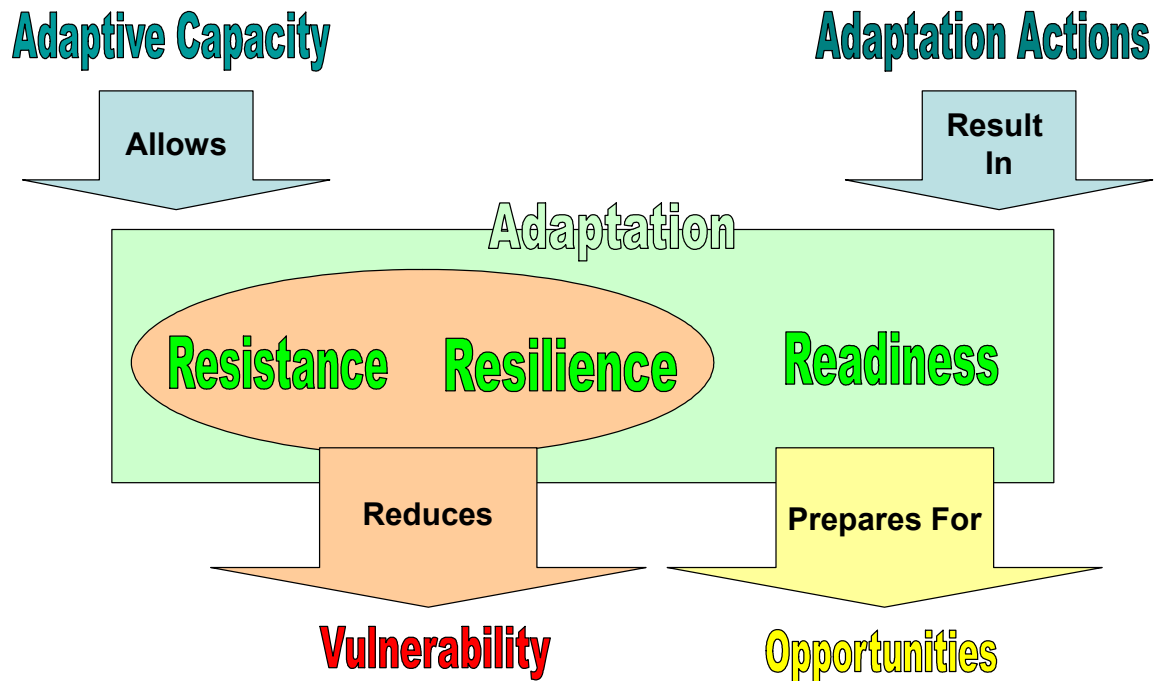 Adaptive Capacity
Adaptation Actions
Allows
Result
In
Adaptation
Resistance
Resilience
Readiness
Reduces
Prepares For
Vulnerability
Opportunities